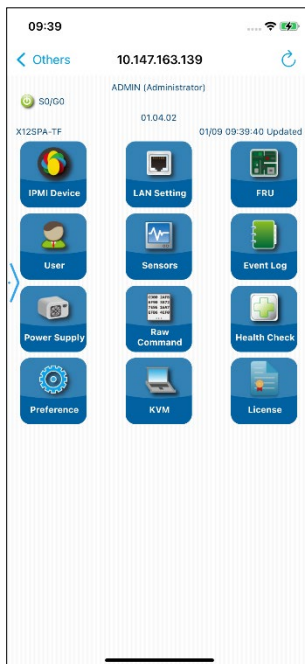 09:39
Others
10.147.163.139
ADMIN (Administrator)
S0/G0
01.04.02
X12SPA-TF
01/09 09:39:40 Updated
IPMI Device
LAN Setting
FRU
User
Sensors
Event Log
Power Supply
Raw Command
Health Check
Preference
KVM
License